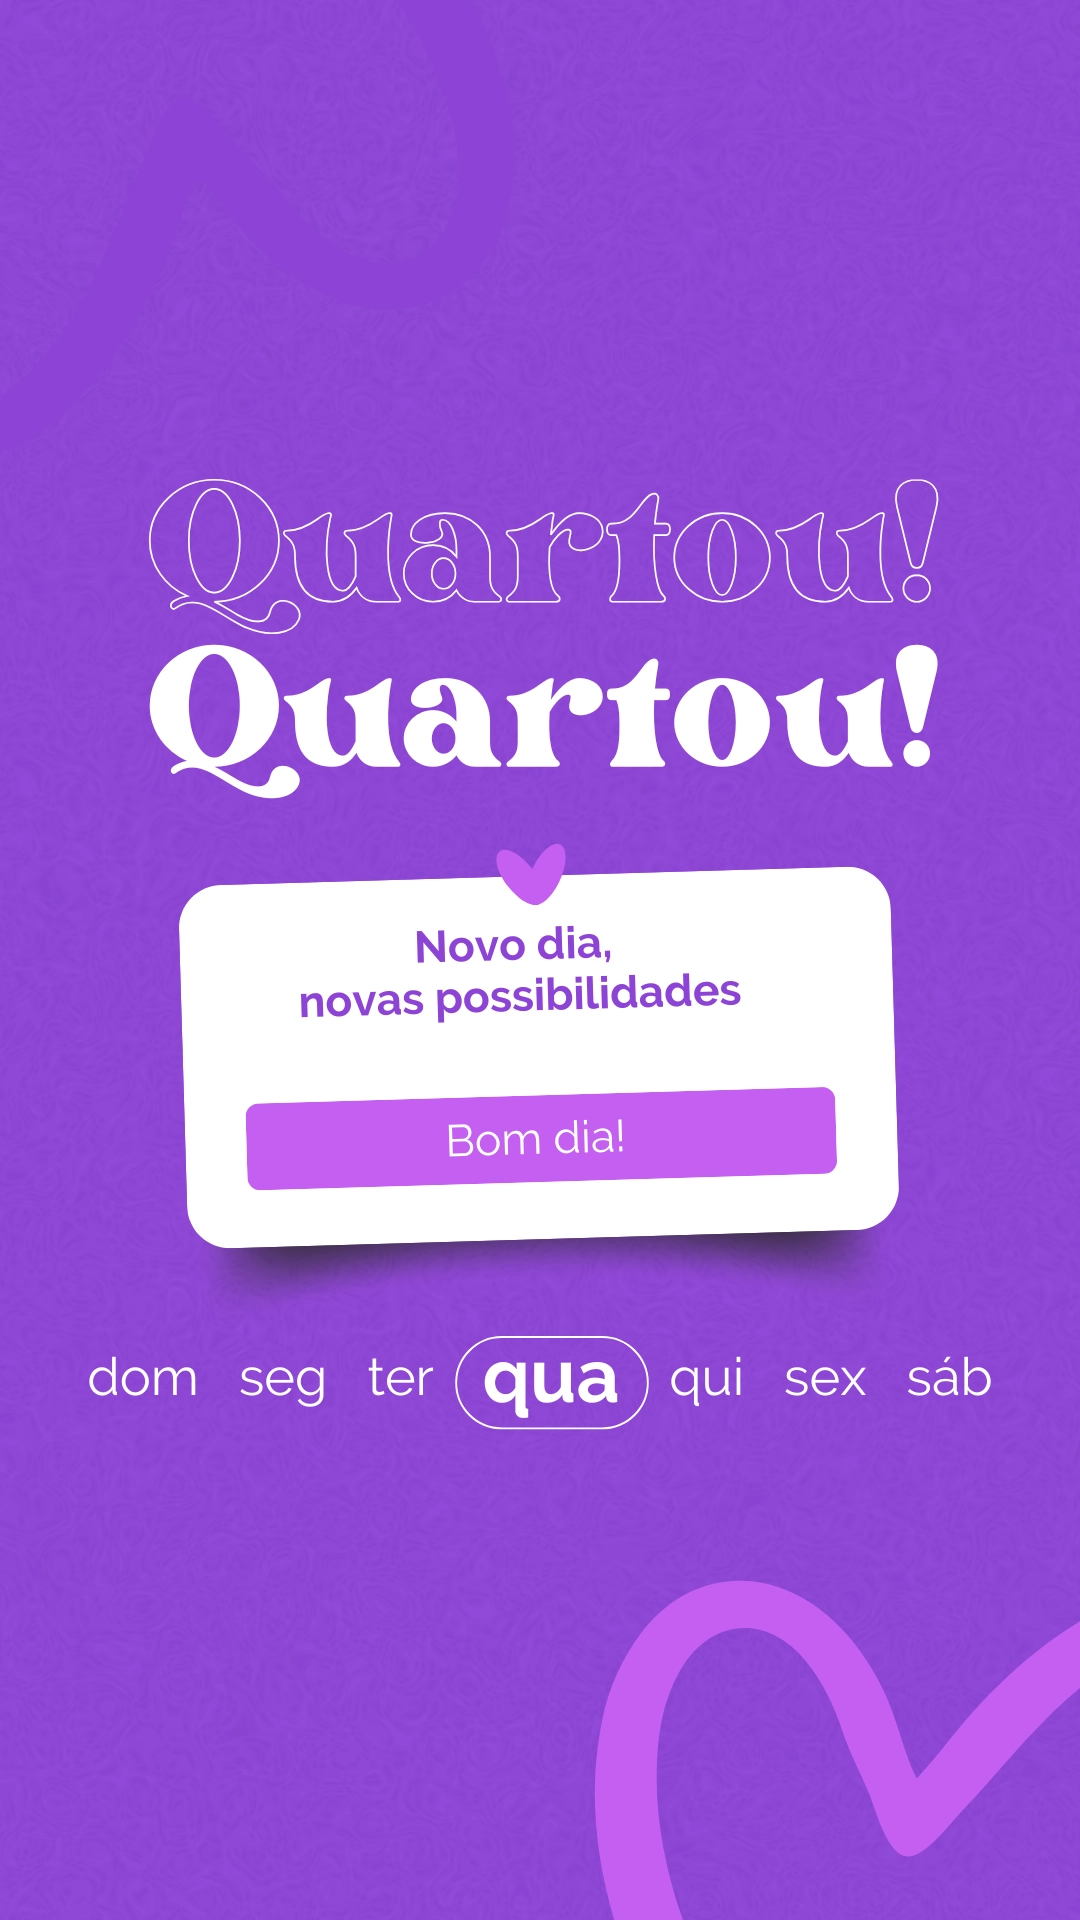 Quartou!
Quartou!
Novo dia,
novas possibilidades
Bom dia!
dom seg ter qua qui sex sáb